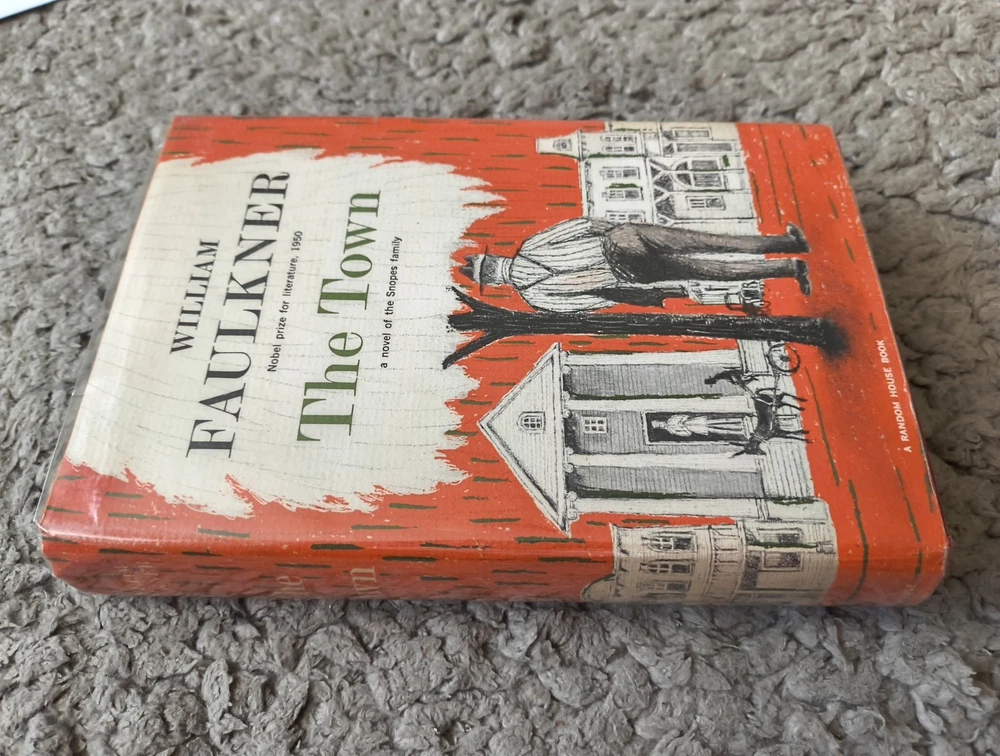 WILLIAM
FAULKNER
Nobel prize for literature, 1950
The Town
a novel of the Snopes family
A RANDOM HOUSE BOOK